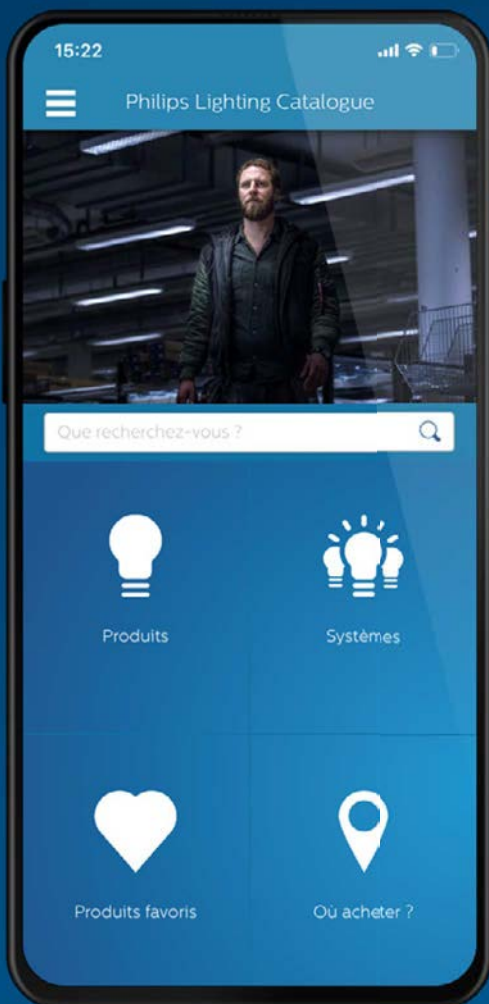 15:22
Philips Lighting Catalogue
Que recherchez-vous ?
Produits
Systèmes
Produits favoris
Où acheter ?